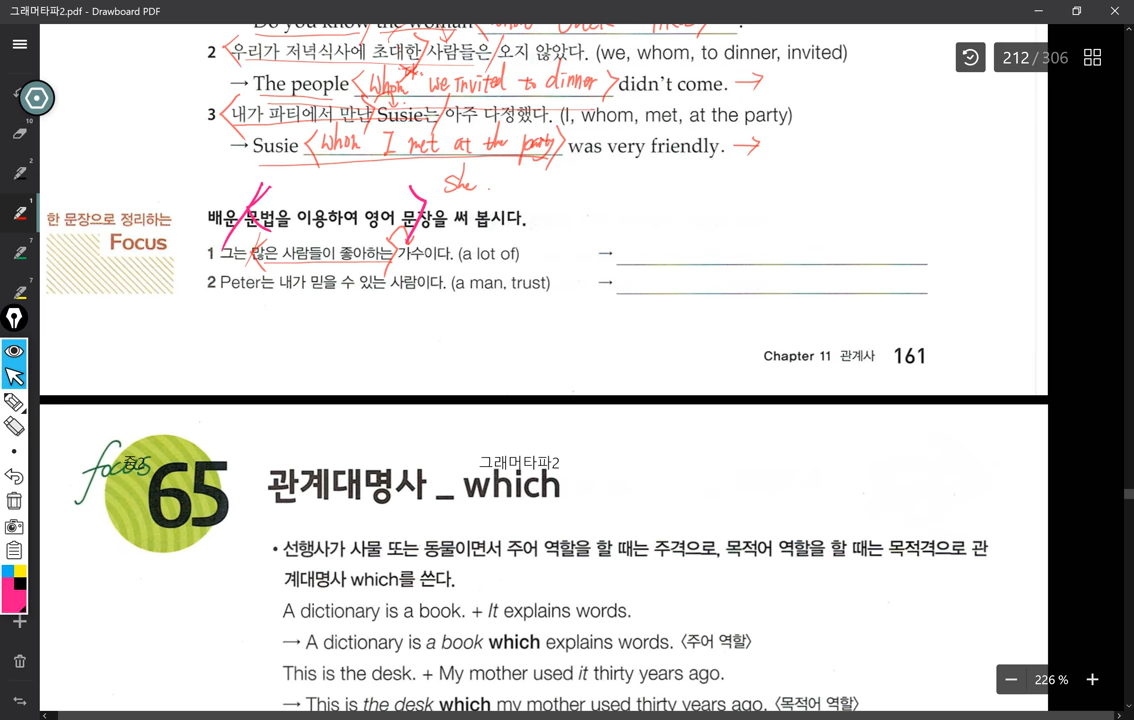 그래머타파2.pdf - Drawboard PDF
Do you know the woman
2 우리가 저녁식사에 초대한 사람들은 오지 않았다. (we, whom, to dinner, invited)
→ The people whom we invited to dinner didn't come. →
3 내가 파티에서 만난 Susie는 아주 다정했다. (I, whom, met, at the party)
→ Susie whom I met at the party was very friendly. →
she
212 / 306
한 문장으로 정리하는
Focus
배운 문법을 이용하여 영어 문장을 써 봅시다.
1 그는 많은 사람들이 좋아하는 가수이다. (a lot of) →
2 Peter는 내가 믿을 수 있는 사람이다. (a man, trust) →
Chapter 11 관계사 161
focus
중2
65
그래머타파2
관계대명사 _ which
• 선행사가 사물 또는 동물이면서 주어 역할을 할 때는 주격으로, 목적어 역할을 할 때는 목적격으로 관
계대명사 which를 쓴다.
A dictionary is a book. + It explains words.
→ A dictionary is a book which explains words. 〈주어 역할〉
This is the desk. + My mother used it thirty years ago.
→ This is the desk which my mother used thirty years ago. 〈목적어 역할〉
226 %
10
2
1
7
7